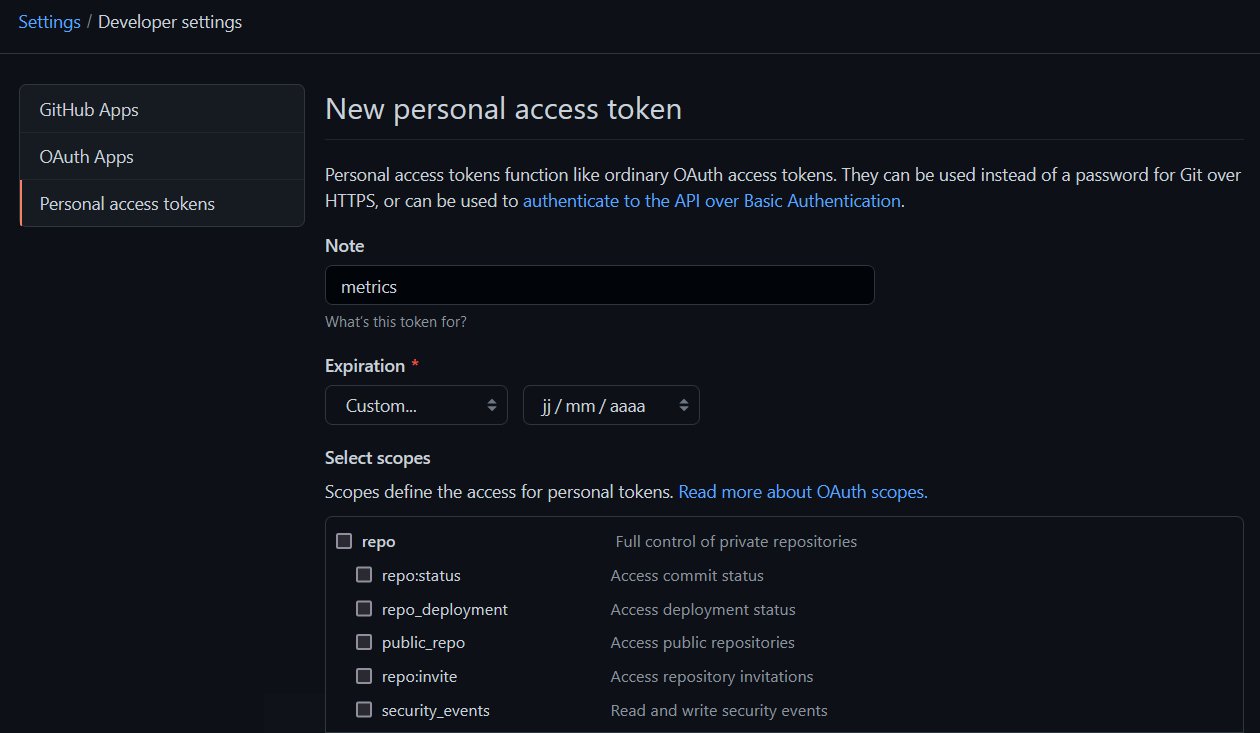 Settings / Developer settings
GitHub Apps
OAuth Apps
Personal access tokens
New personal access token
Personal access tokens function like ordinary OAuth access tokens. They can be used instead of a password for Git over
HTTPS, or can be used to authenticate to the API over Basic Authentication.
Note
metrics
What's this token for?
Expiration *
Custom... jj / mm / aaaa
Select scopes
Scopes define the access for personal tokens. Read more about OAuth scopes.
repo Full control of private repositories
repo:status Access commit status
repo_deployment Access deployment status
public_repo Access public repositories
repo:invite Access repository invitations
security_events Read and write security events